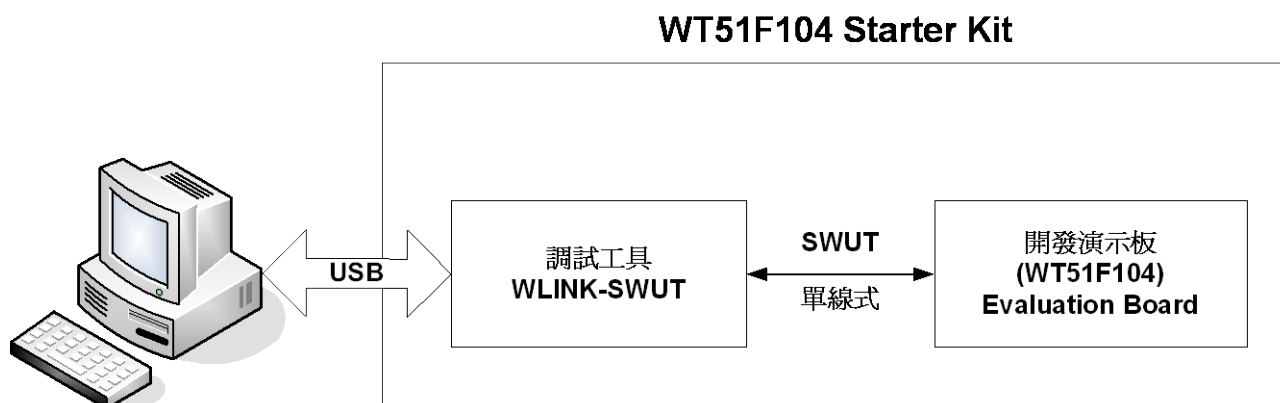 WT51F104 Starter Kit
USB
調試工具
WLINK-SWUT
SWUT
單線式
開發演示板
(WT51F104)
Evaluation Board